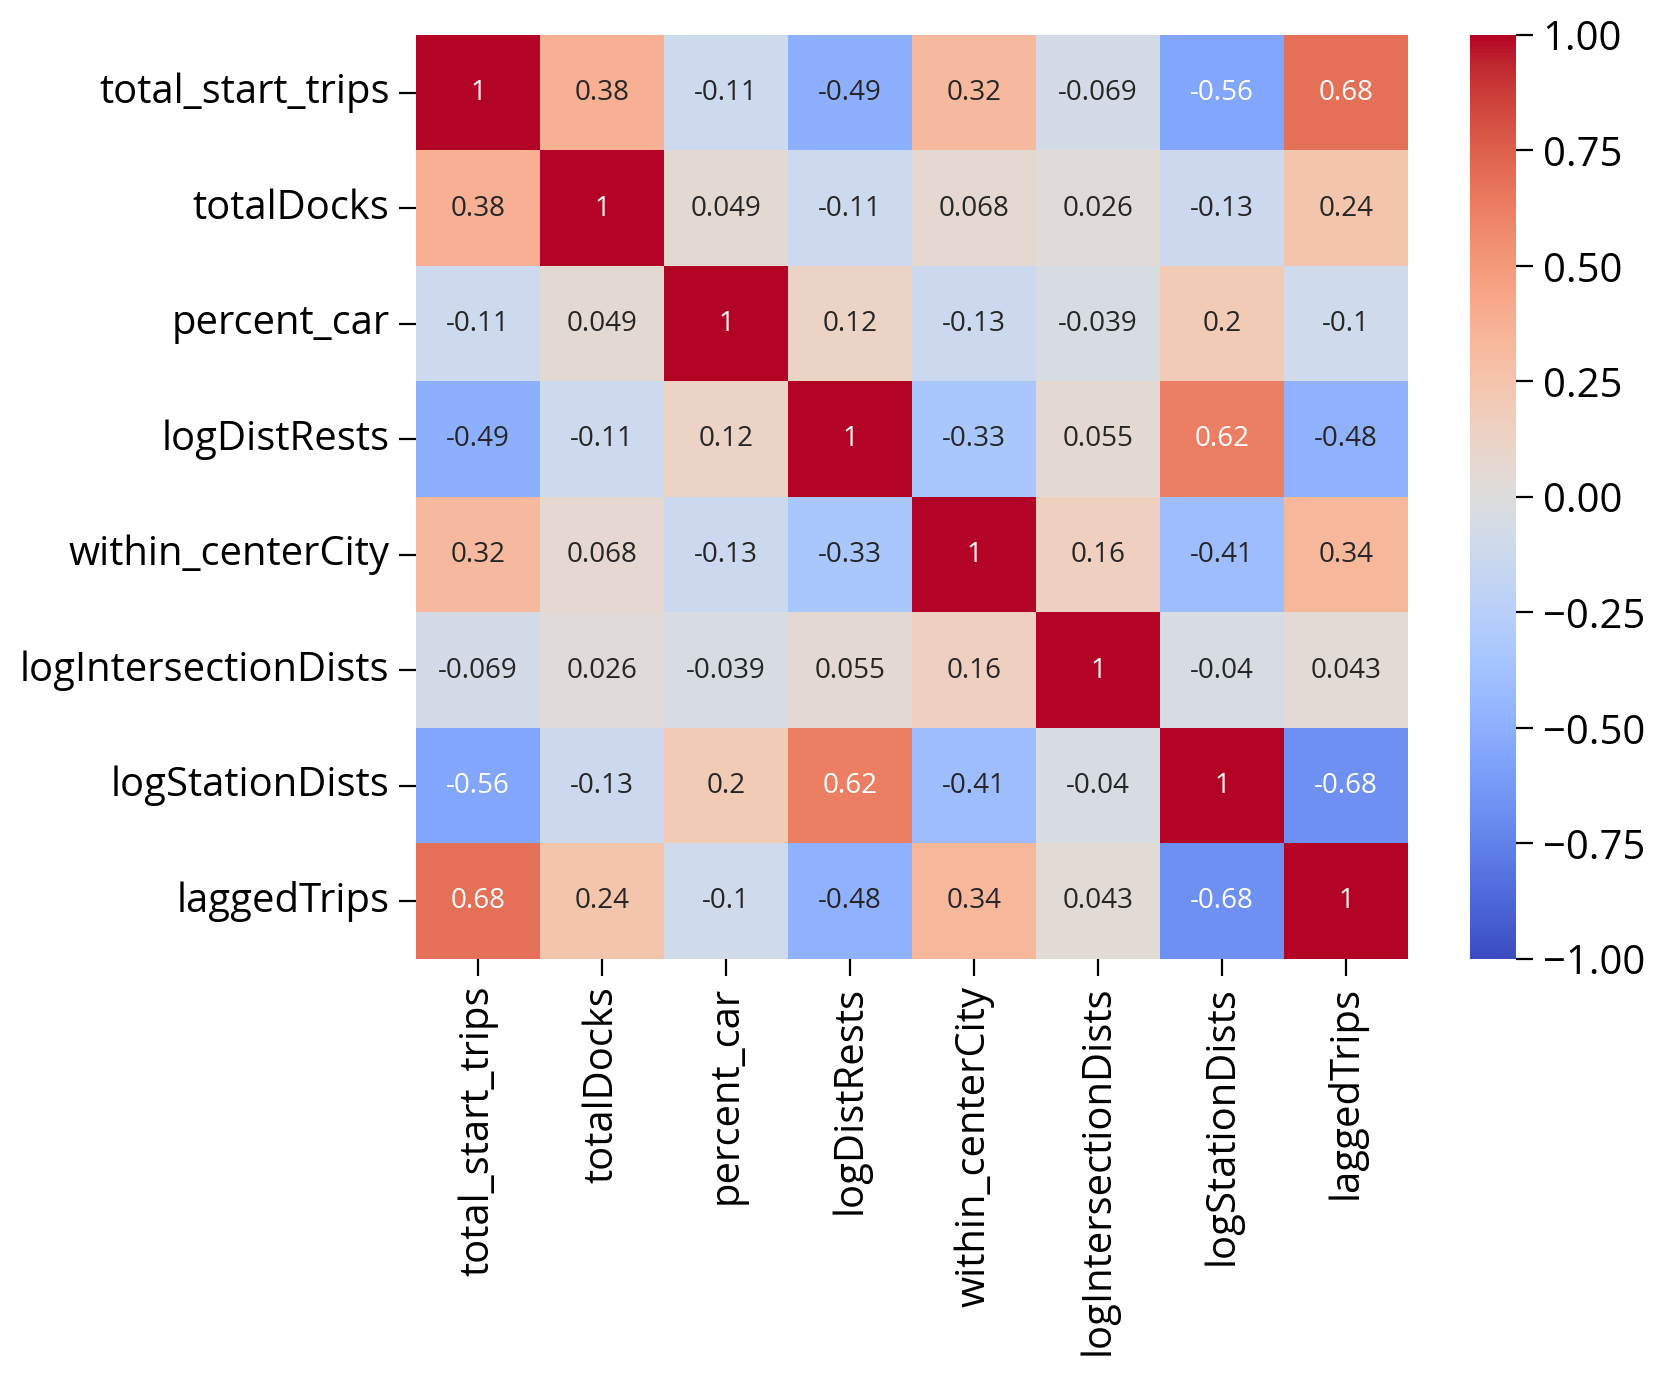 total_start_trips 1 0.38 -0.11 -0.49 0.32 -0.069 -0.56 0.68
totalDocks 0.38 1 0.049 -0.11 0.068 0.026 -0.13 0.24
percent_car -0.11 0.049 1 0.12 -0.13 -0.039 0.2 -0.1
logDistRests -0.49 -0.11 0.12 1 -0.33 0.055 0.62 -0.48
within_centerCity 0.32 0.068 -0.13 -0.33 1 0.16 -0.41 0.34
logIntersectionDists -0.069 0.026 -0.039 0.055 0.16 1 -0.04 0.043
logStationDists -0.56 -0.13 0.2 0.62 -0.41 -0.04 1 -0.68
laggedTrips 0.68 0.24 -0.1 -0.48 0.34 0.043 -0.68 1
total_start_trips
totalDocks
percent_car
logDistRests
within_centerCity
logIntersectionDists
logStationDists
laggedTrips
1.00
0.75
0.50
0.25
0.00
−0.25
−0.50
−0.75
−1.00